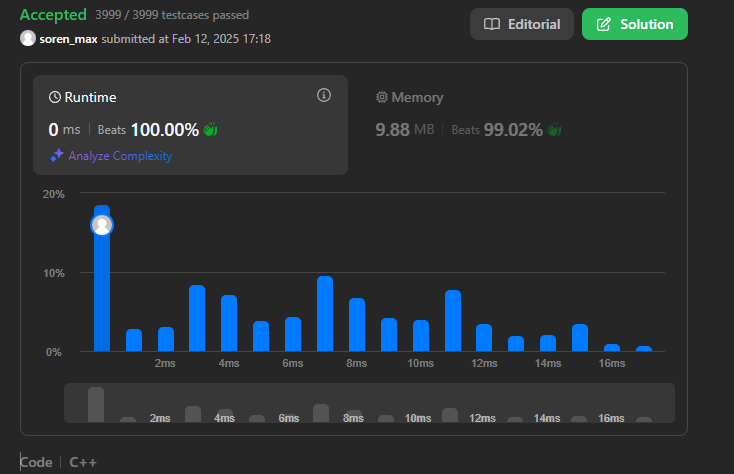 Accepted 3999 / 3999 testcases passed
Editorial
Solution
soren_max submitted at Feb 12, 2025 17:18
Runtime
0 ms | Beats 100.00%
Analyze Complexity
Memory
9.88 MB | Beats 99.02%
20%
10%
0%
2ms 4ms 6ms 8ms 10ms 12ms 14ms 16ms
2ms 4ms 6ms 8ms 10ms 12ms 14ms 16ms
Code | C++